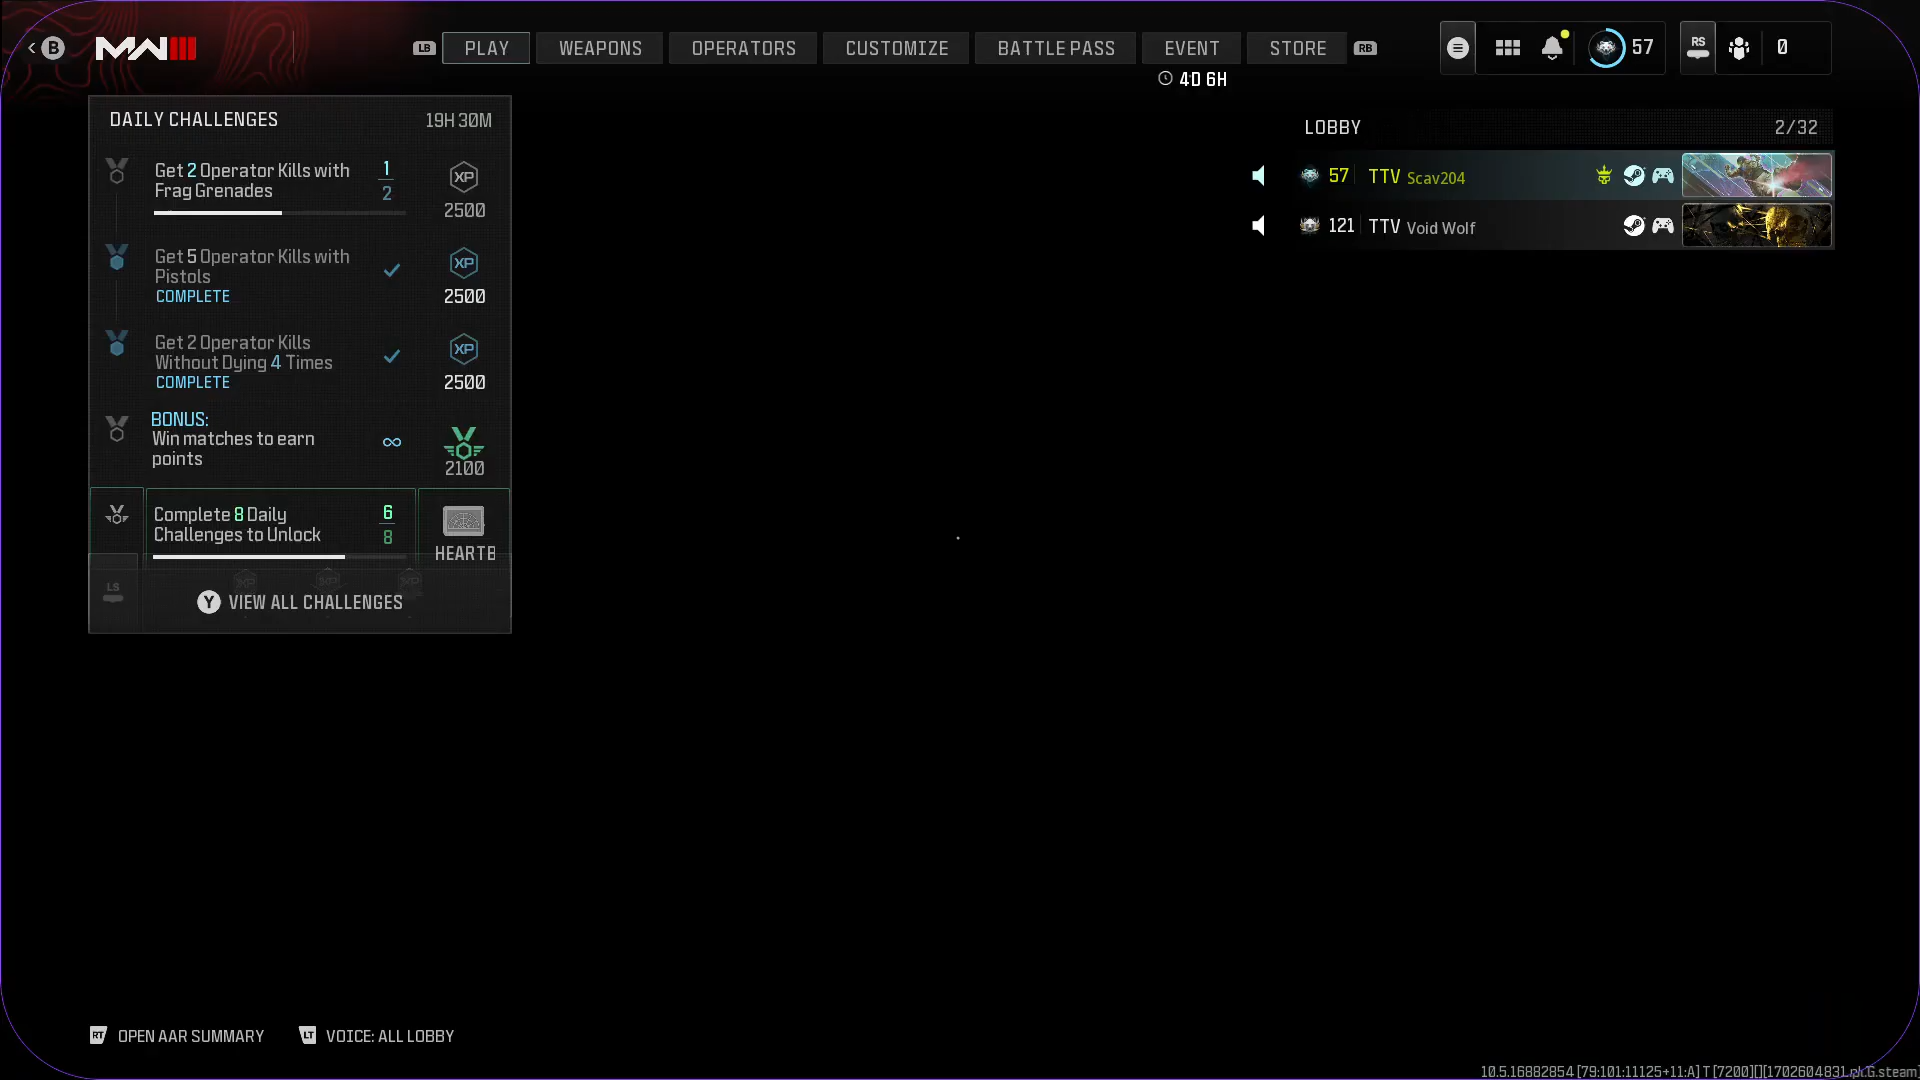 B MWIII LB PLAY WEAPONS OPERATORS CUSTOMIZE BATTLE PASS EVENT STORE RB 57 RS 0
4D 6H
DAILY CHALLENGES 19H 30M
Get 2 Operator Kills with
Frag Grenades
1
2
XP
2500
Get 5 Operator Kills with
Pistols
COMPLETE
XP
2500
Get 2 Operator Kills
Without Dying 4 Times
COMPLETE
XP
2500
BONUS:
Win matches to earn
points
∞
2100
Complete 8 Daily
Challenges to Unlock
6
8
HEARTB
XP XP XP
LS
Y VIEW ALL CHALLENGES
LOBBY 2/32
57 TTV Scav204
121 TTV Void Wolf
RT OPEN AAR SUMMARY LT VOICE: ALL LOBBY